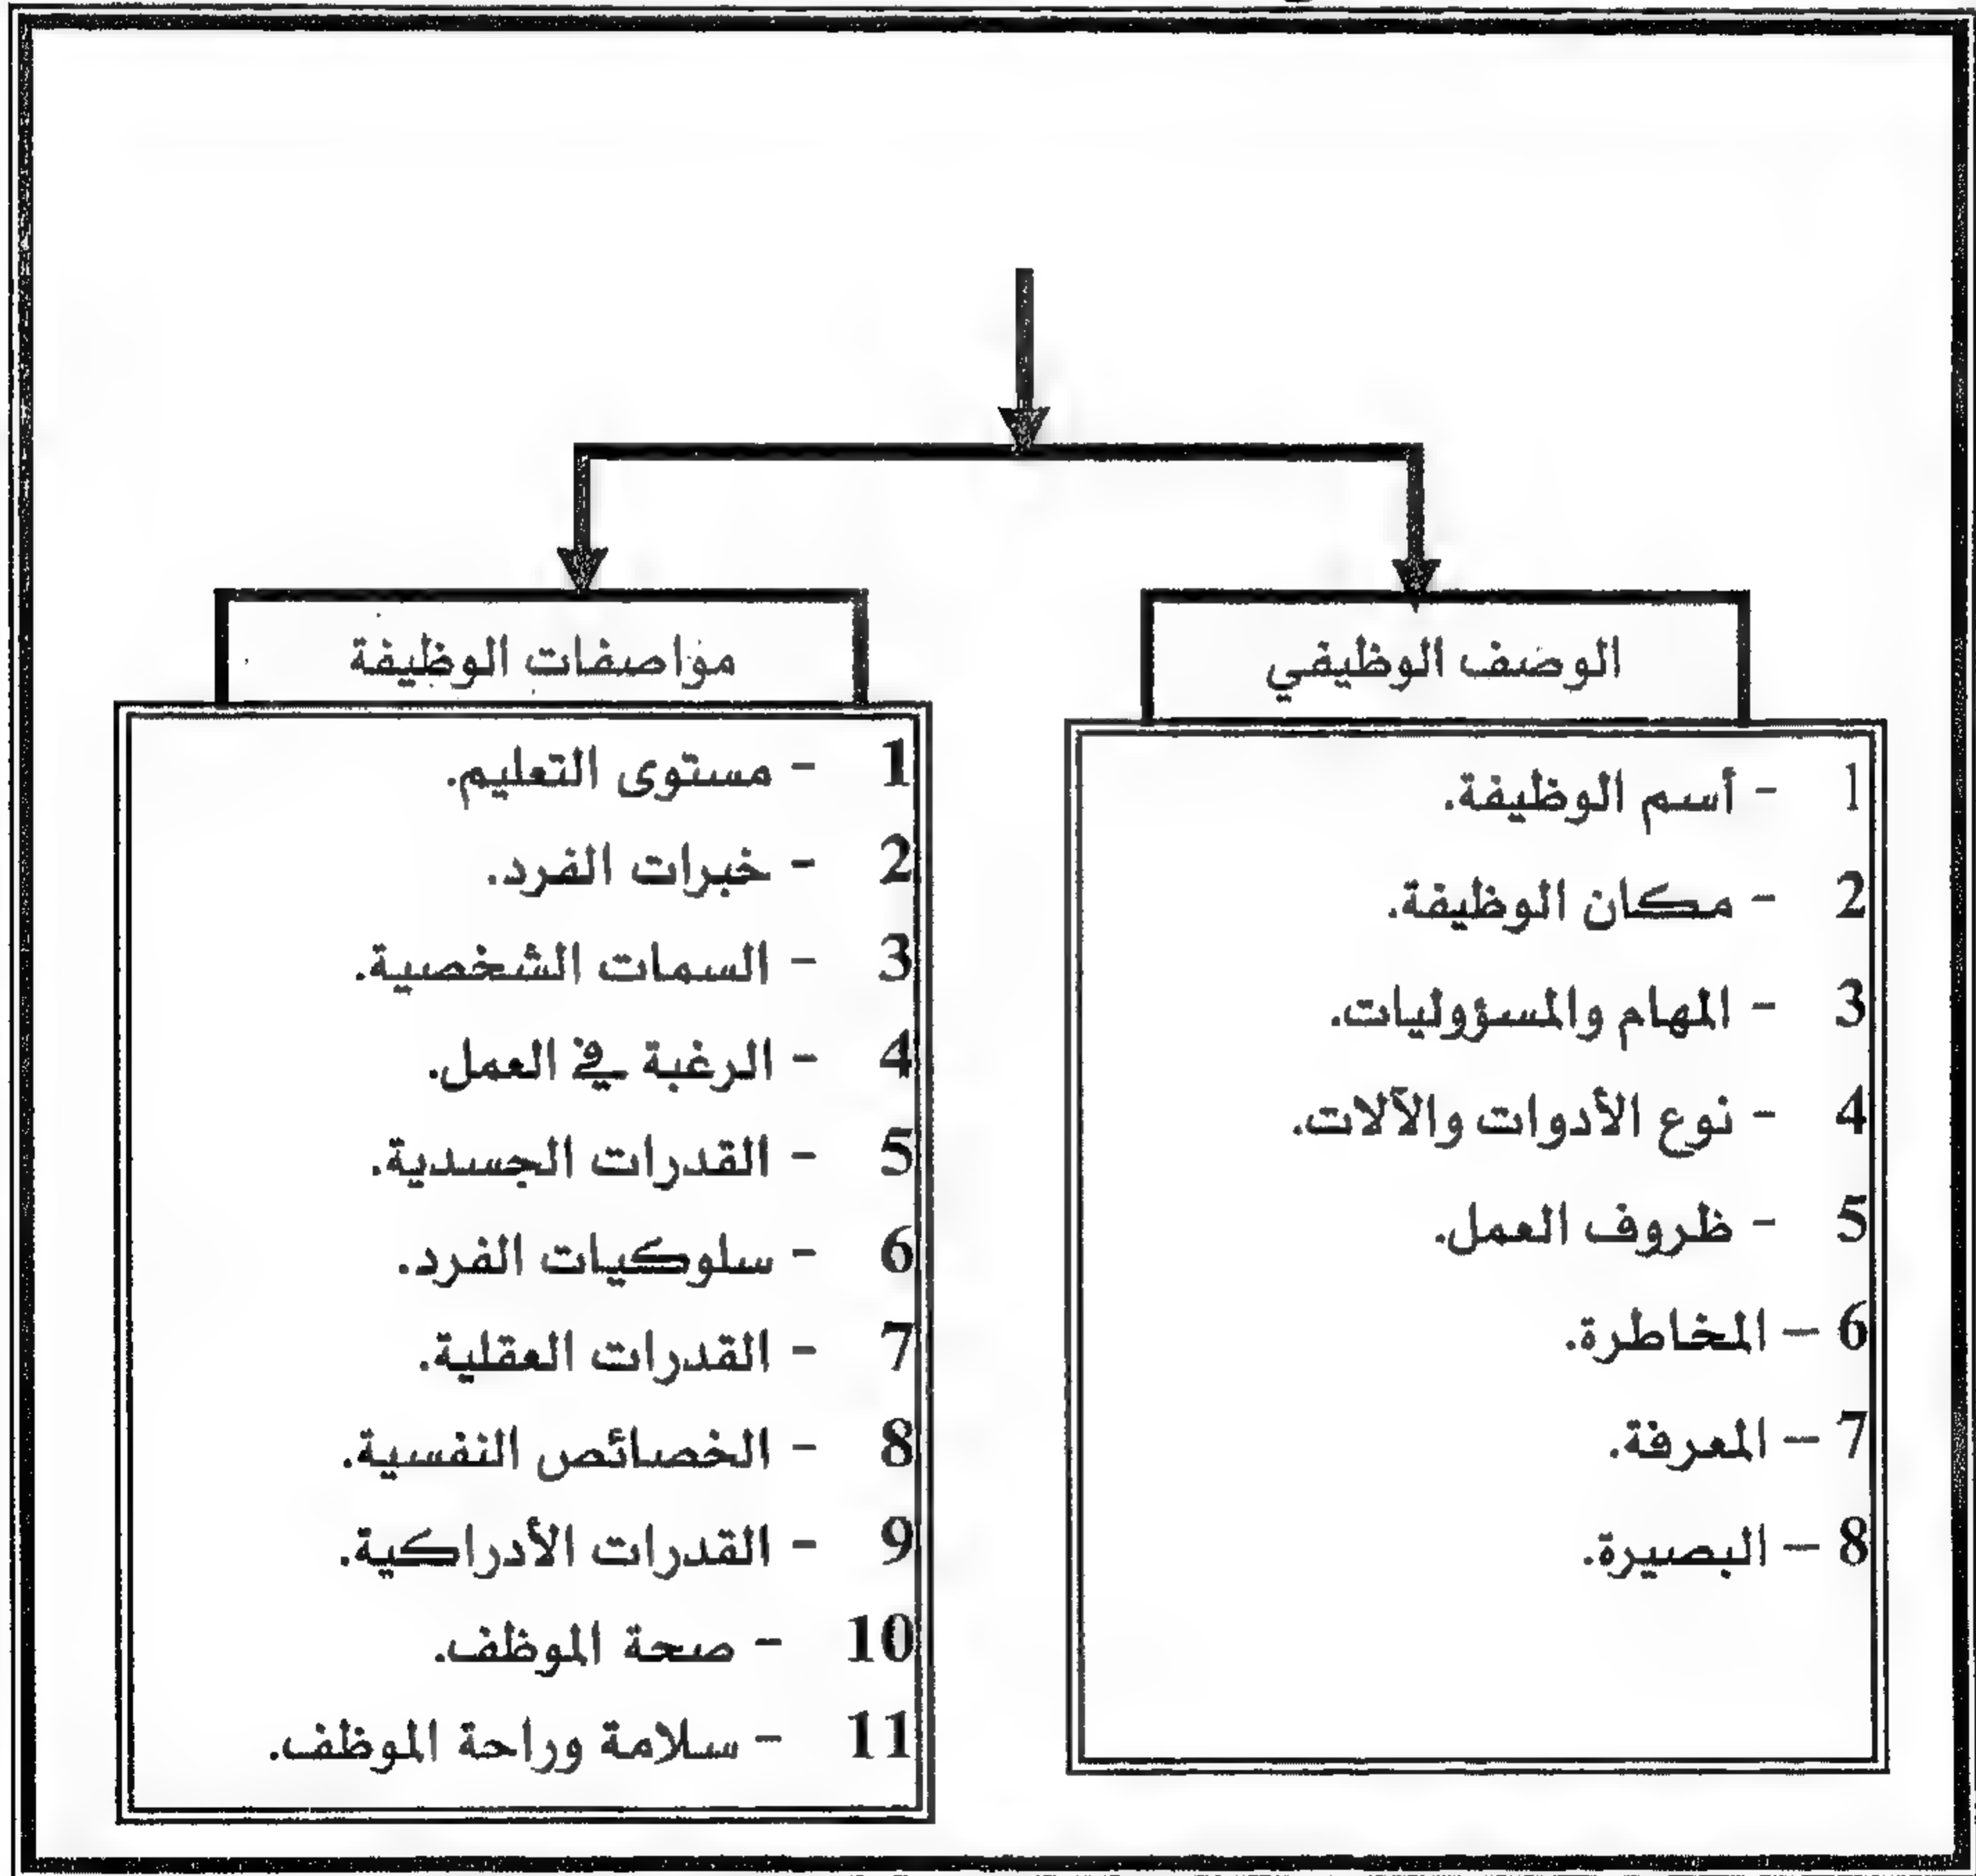 الوصف الوظيفي
1 - أسم الوظيفة.
2 - مكان الوظيفة.
3 - المهام والمسؤوليات.
4 - نوع الأدوات والآلات.
5 - ظروف العمل.
6 – المخاطرة.
7 – المعرفة.
8 – البصيرة.
مواصفات الوظيفة
1 - مستوى التعليم.
2 - خبرات الفرد.
3 - السمات الشخصية.
4 - الرغبة في العمل.
5 - القدرات الجسدية.
6 - سلوكيات الفرد.
7 - القدرات العقلية.
8 - الخصائص النفسية.
9 - القدرات الأدراكية.
10 - صحة الموظف.
11 - سلامة وراحة الموظف.